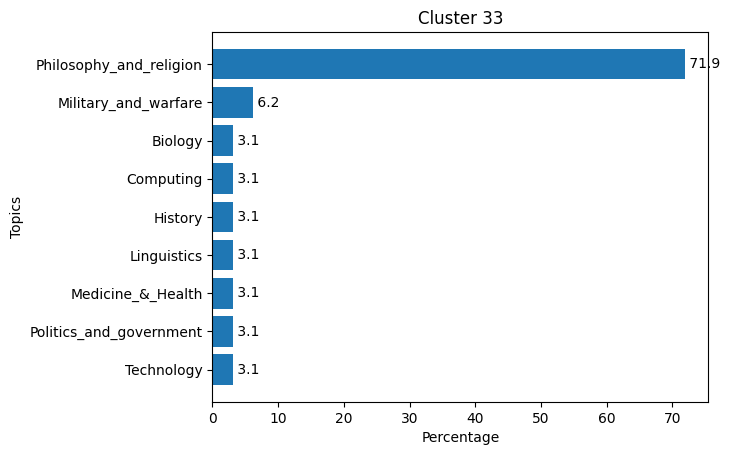 Cluster 33
Topics
Philosophy_and_religion 71.9
Military_and_warfare 6.2
Biology 3.1
Computing 3.1
History 3.1
Linguistics 3.1
Medicine_&_Health 3.1
Politics_and_government 3.1
Technology 3.1
0 10 20 30 40 50 60 70
Percentage